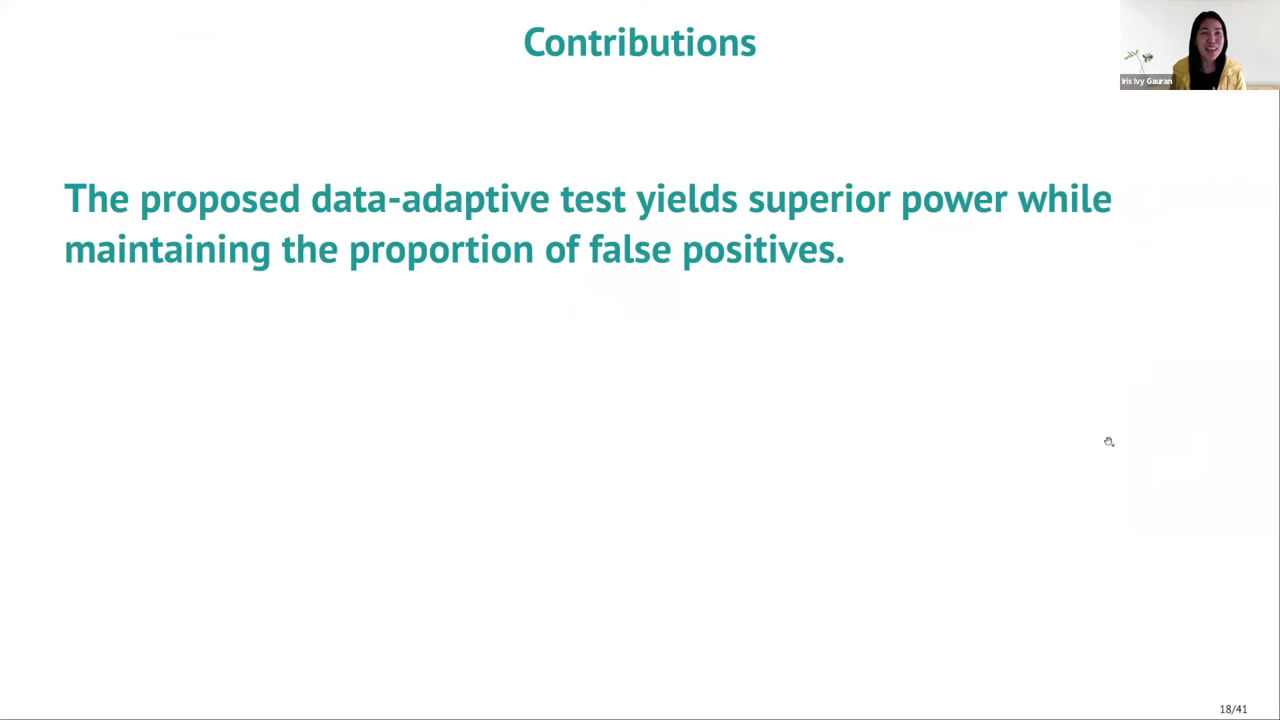 Contributions
Iris Ivy Gauran
The proposed data-adaptive test yields superior power while
maintaining the proportion of false positives.
18/41